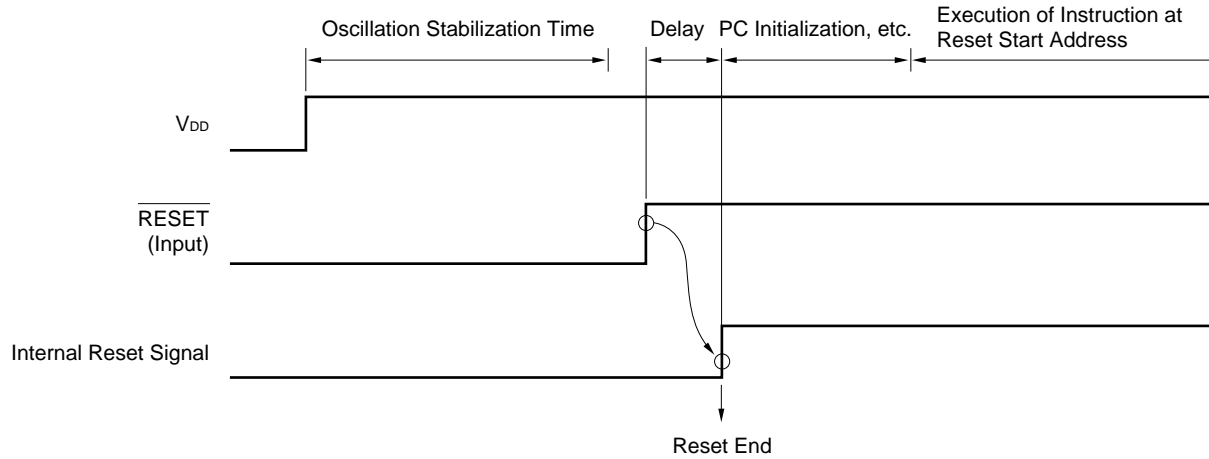 Oscillation Stabilization Time
Delay
PC Initialization, etc.
Execution of Instruction at
Reset Start Address
VDD
RESET
(Input)
Internal Reset Signal
Reset End